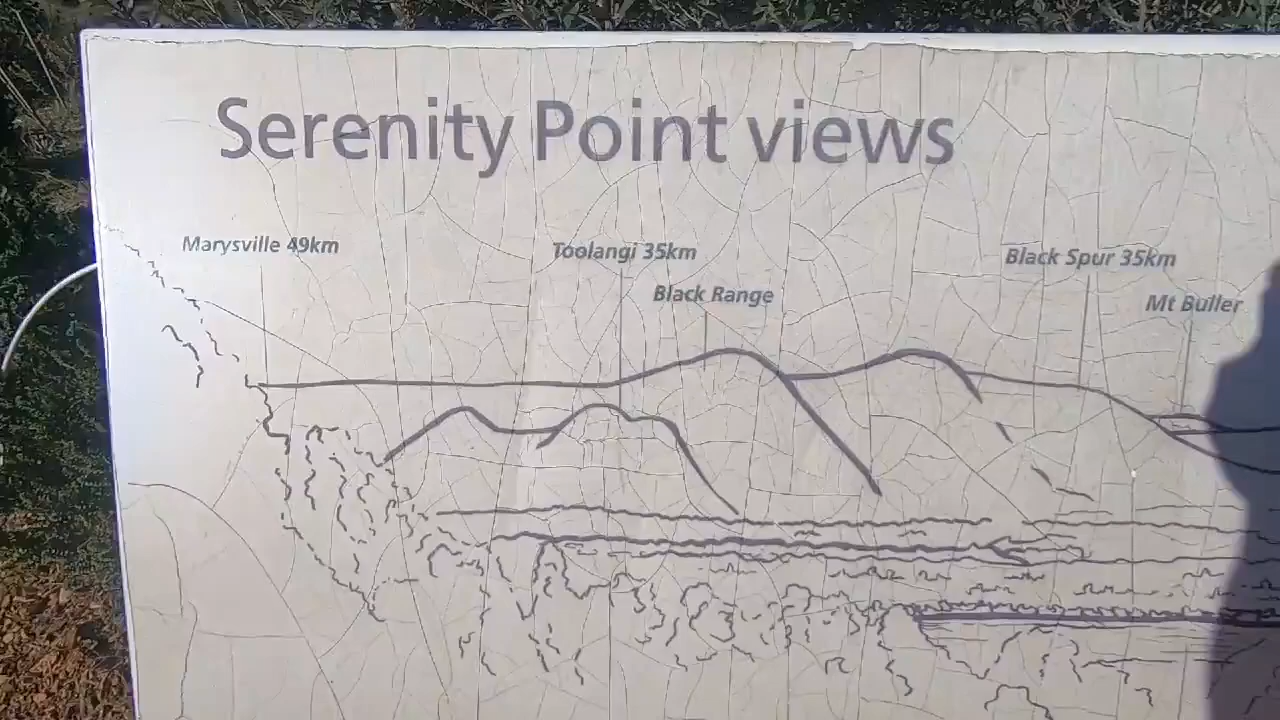 Serenity Point views
Marysville 49km
Toolangi 35km
Black Range
Black Spur 35km
Mt Buller